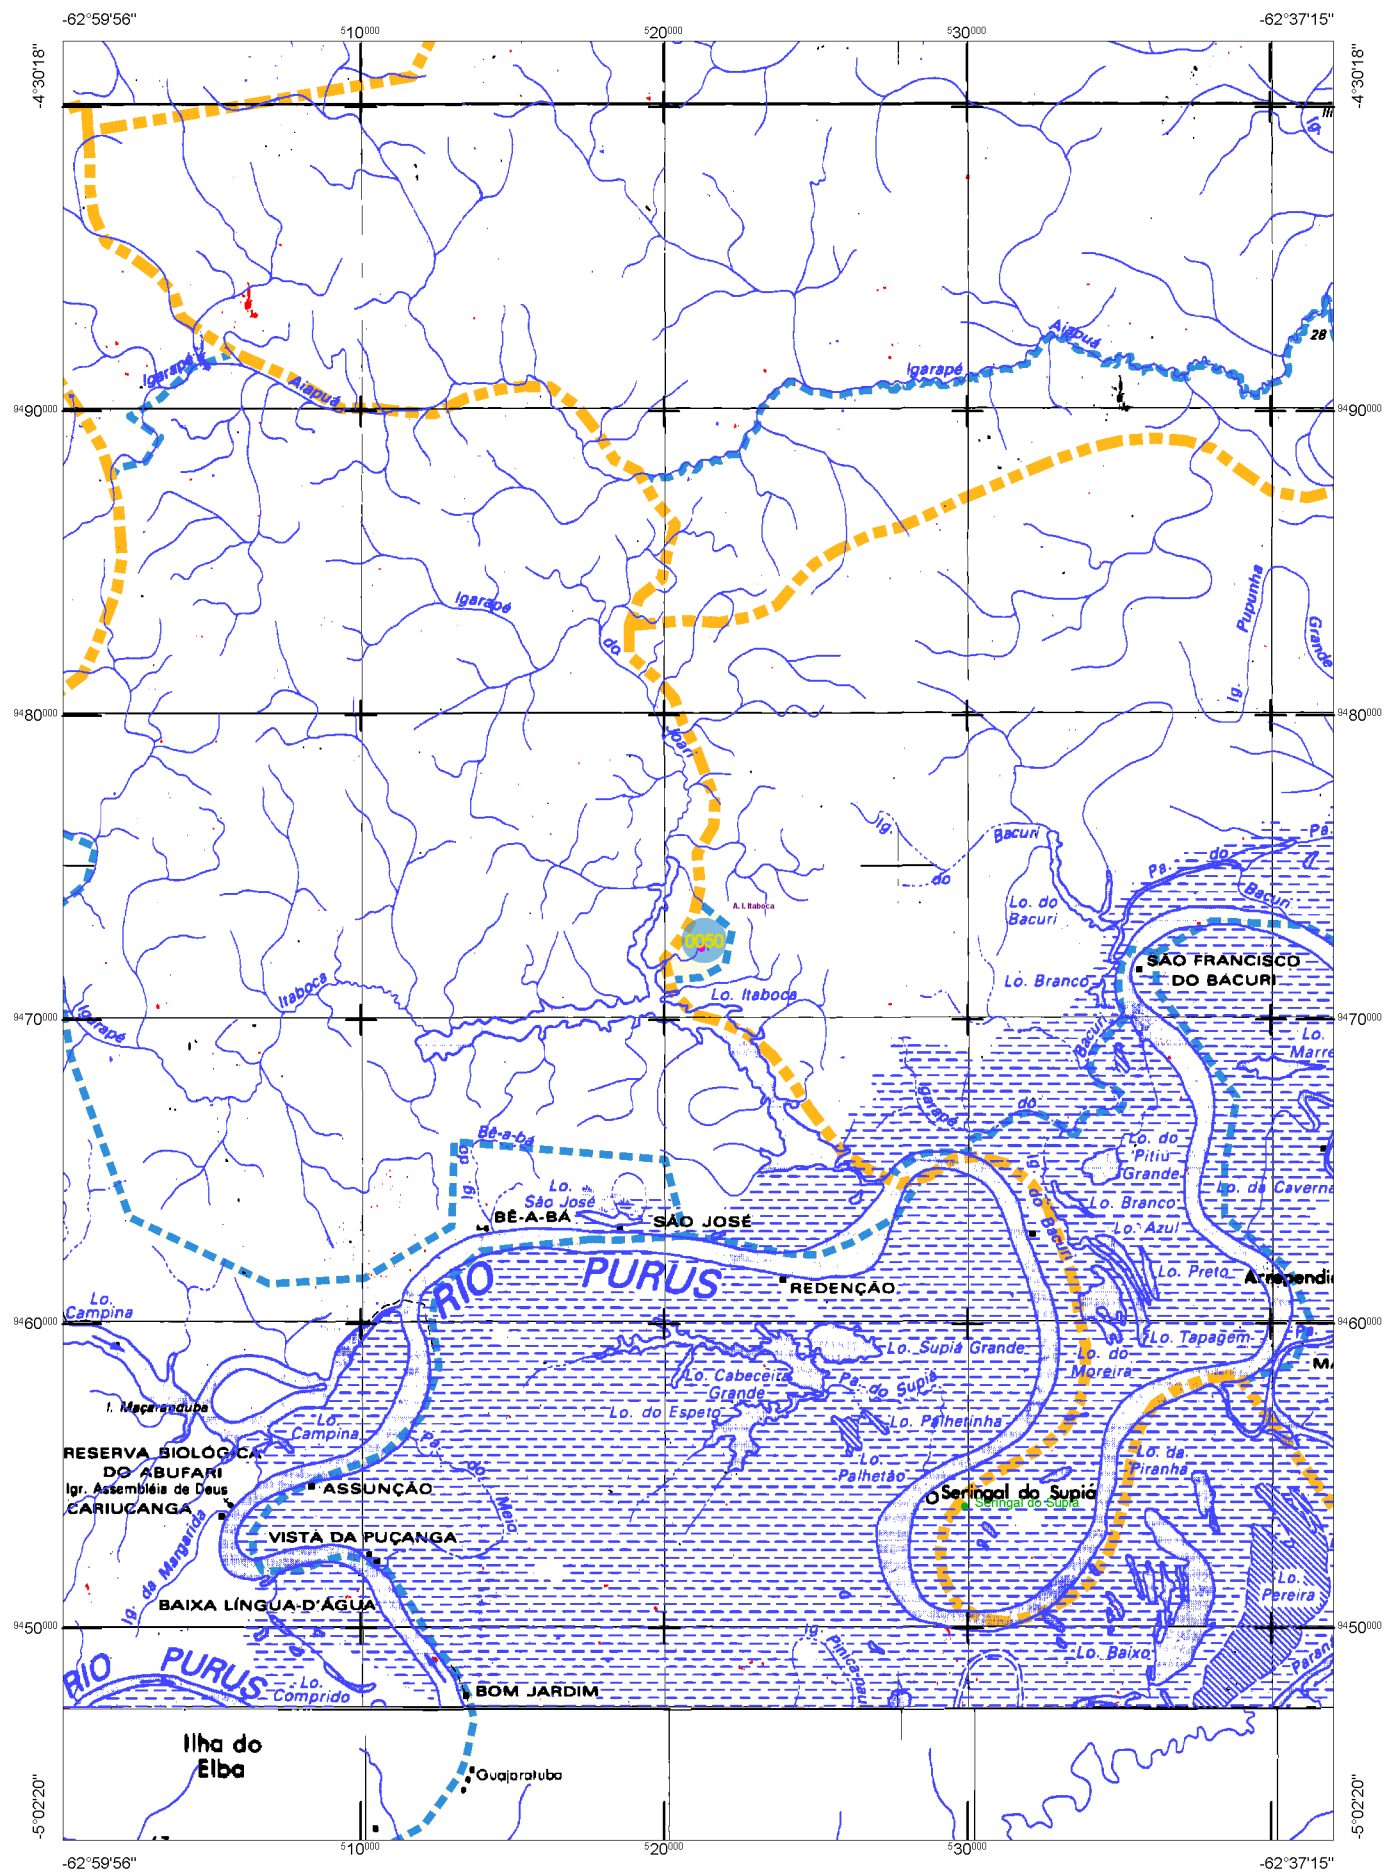 -62°59'56"
-62°37'15"
510000
520000
530000
-4°30'18"
-4°30'18"
Ig.
Aiapuá
28
Igarapé
Igarapé
Aiapuá
9490000
9490000
Igarapé
do
Pupunha
Grande
Ig.
9480000
9480000
Joari
Ig.
Bacuri
do
Pa.
Pa.
do
Bacuri
A. I. Itaboca
Lo. do
Bacuri
0050
SÃO FRANCISCO
DO BACURI
Itaboca
Lo. Branco
Lo. Itaboca
Igarapé
9470000
9470000
Bacuri
Lo.
Marre
Igarapé
do
Bê-a-bá
do
Ig.
Lo. do
Pitiú
Grande
Ig.
do Bacuri
Lo.
São José
Lo. da Caverna
Lo. Branco
BÊ-A-BÁ
SÃO JOSÉ
Lo. Azul
RIO PURUS
Lo. Preto
Arrependi
REDENÇÃO
Lo.
Campina
9460000
9460000
Lo. Tapagem
Pa.
Lo. Supiá Grande
Lo. do
Moreira
MA
Lo. Cabeceira
Grande
Pa. do Supiá
I. Maçaranduba
Lo. do Espeto
Lo. Palheirinha
Lo.
Campina
RESERVA BIOLÓGICA
DO ABUFARI
Pa.
do
Meio
Lo. da
Piranha
Lo.
Palhetão
Igr. Assembléia de Deus
ASSUNÇÃO
Seringal do Supiá
Seringal do Supiá
CARIUCANGA
VISTA DA PUÇANGA
Ig. da Margarida
Lo.
Pereira
BAIXA LÍNGUA-D'ÁGUA
9450000
9450000
Ig.
Pinica-pau
Lo. Baixo
Paran
RIO PURUS
Lo.
Comprido
BOM JARDIM
Ilha do
Elba
Guajaratuba
-5°02'20"
-5°02'20"
510000
520000
530000
-62°59'56"
-62°37'15"